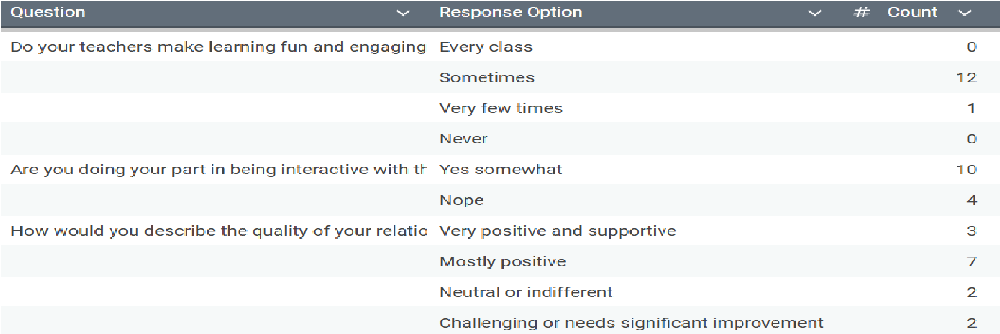 Question Response Option # Count
Do your teachers make learning fun and engaging Every class 0
Sometimes 12
Very few times 1
Never 0
Are you doing your part in being interactive with th Yes somewhat 10
Nope 4
How would you describe the quality of your relatio Very positive and supportive 3
Mostly positive 7
Neutral or indifferent 2
Challenging or needs significant improvement 2